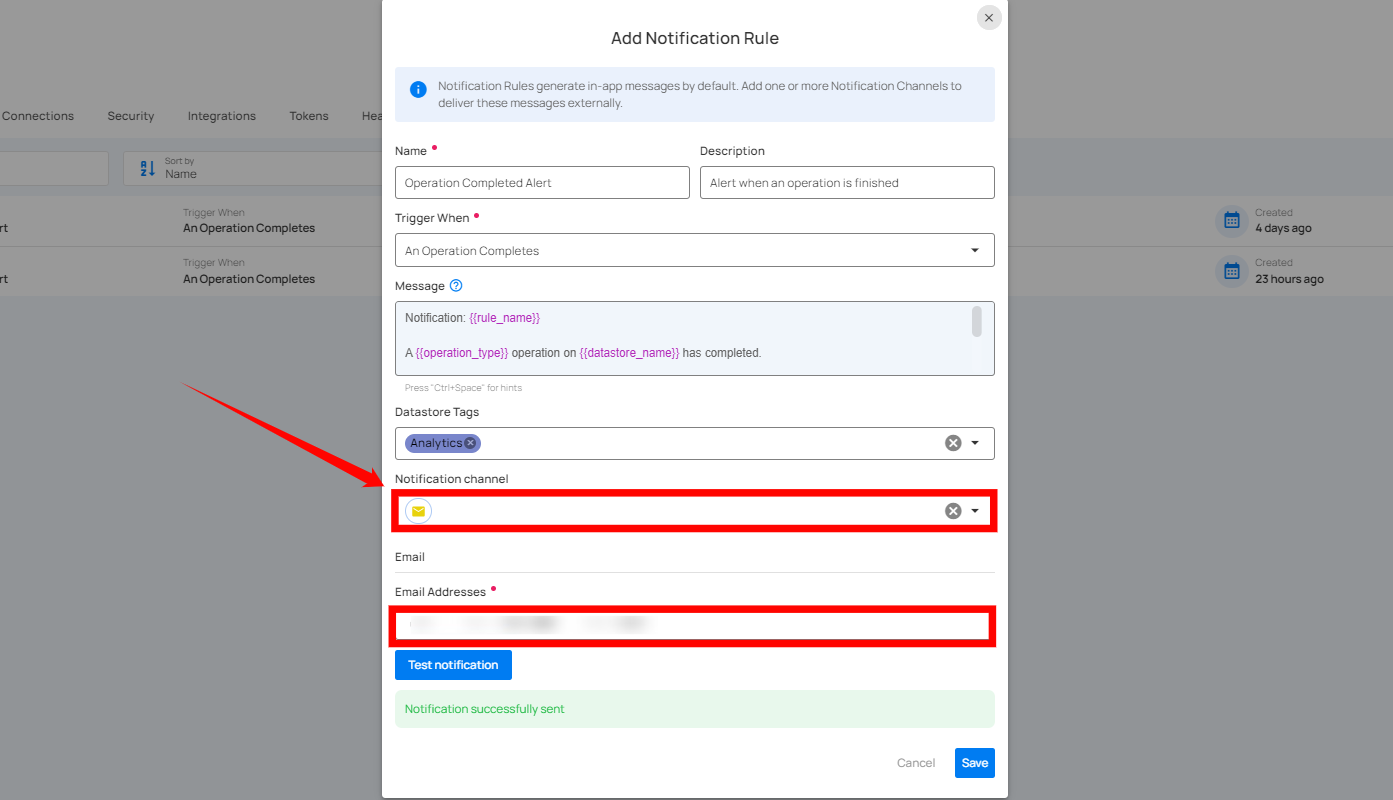 Add Notification Rule
Notification Rules generate in-app messages by default. Add one or more Notification Channels to
deliver these messages externally.
Connections Security Integrations Tokens Hea
Sort by
Name
Name
Description
Operation Completed Alert
Alert when an operation is finished
Trigger When
An Operation Completes
rt
Trigger When
An Operation Completes
Created
4 days ago
rt
Trigger When
An Operation Completes
Created
23 hours ago
Message
Notification: {{rule_name}}
A {{operation_type}} operation on {{datastore_name}} has completed.
Press "Ctrl+Space" for hints
Datastore Tags
Analytics
Notification channel
Email
Email Addresses
Test notification
Notification successfully sent
Cancel
Save